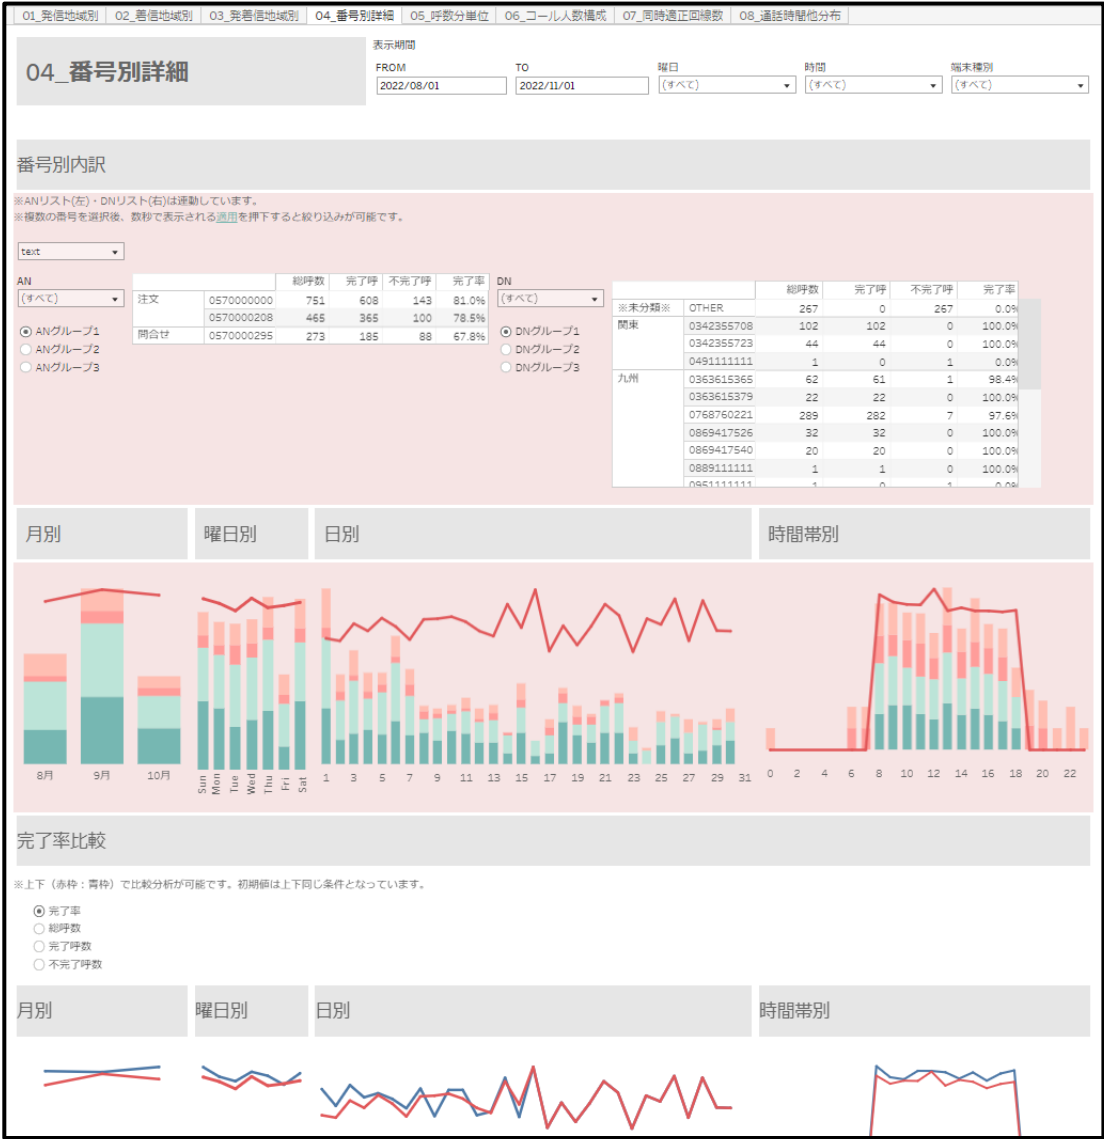 01_発信地域別 02_着信地域別 03_発着信地域別 04_番号別詳細 05_呼数分単位 06_コール人数構成 07_同時適正回線数 08_通話時間他分布
04_番号別詳細
表示期間
FROM TO 曜日 時間 端末種別
2022/08/01 2022/11/01 (すべて) (すべて) (すべて)
番号別内訳
※ANリスト(左)・DNリスト(右)は連動しています。
※複数の番号を選択後、数秒で表示される適用を押下すると絞り込みが可能です。
text
AN
(すべて)
ANグループ1
ANグループ2
ANグループ3
総呼数 完了呼 不完了呼 完了率
注文 0570000000 751 608 143 81.0%
0570000208 465 365 100 78.5%
問合せ 0570000295 273 185 88 67.8%
DN
(すべて)
DNグループ1
DNグループ2
DNグループ3
総呼数 完了呼 不完了呼 完了率
※未分類※ OTHER 267 0 267 0.0%
関東 0342355708 102 102 0 100.0%
0342355723 44 44 0 100.0%
0491111111 1 0 1 0.0%
九州 0363615365 62 61 1 98.4%
0363615379 22 22 0 100.0%
0768760221 289 282 7 97.6%
0869417526 32 32 0 100.0%
0869417540 20 20 0 100.0%
0889111111 1 1 0 100.0%
0951111111 1 0 1 0.0%
月別 曜日別 日別 時間帯別
8月 9月 10月
Sun Mon Tue Wed Thu Fri Sat
1 3 5 7 9 11 13 15 17 19 21 23 25 27 29 31
0 2 4 6 8 10 12 14 16 18 20 22
完了率比較
※上下（赤枠：青枠）で比較分析が可能です。初期値は上下同じ条件となっています。
完了率
総呼数
完了呼数
不完了呼数
月別 曜日別 日別 時間帯別